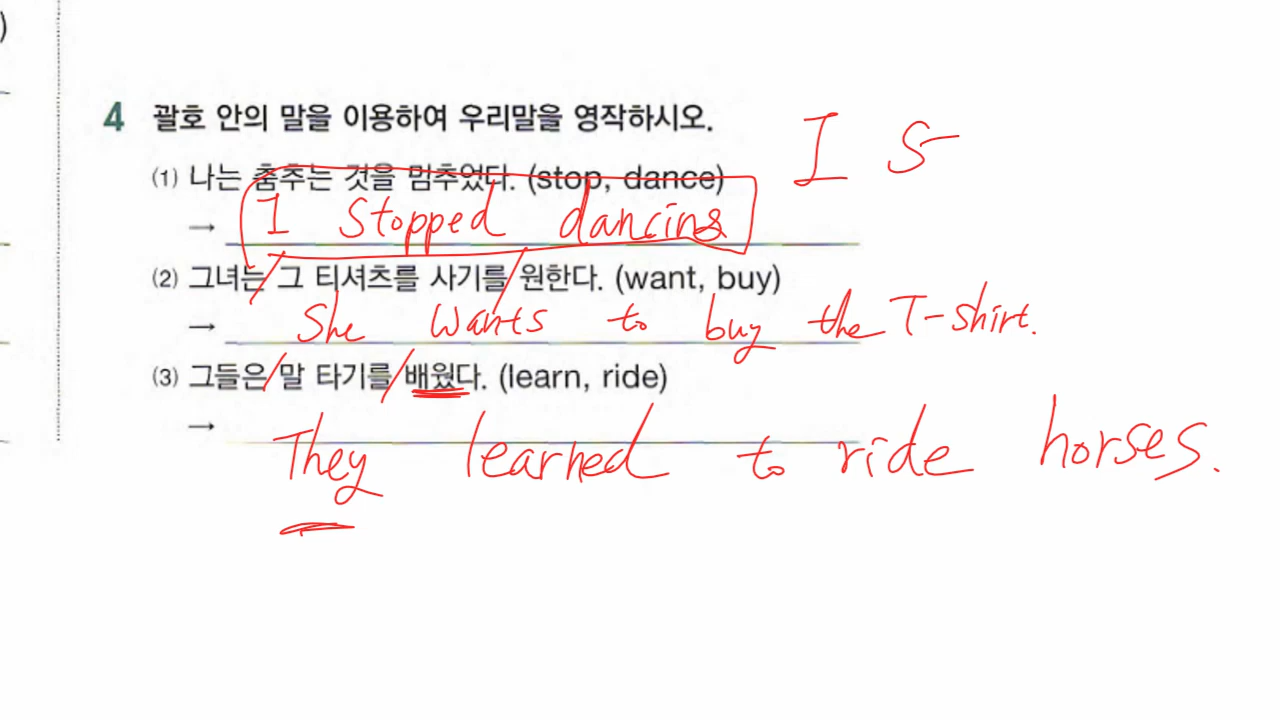 )
4 괄호 안의 말을 이용하여 우리말을 영작하시오.
I S
(1) 나는 춤추는 것을 멈추었다. (stop, dance)
→ I stopped dancing
(2) 그녀는 그 티셔츠를 사기를 원한다. (want, buy)
→ She wants to buy the T-shirt.
(3) 그들은 말 타기를 배웠다. (learn, ride)
→ They learned to ride horses.